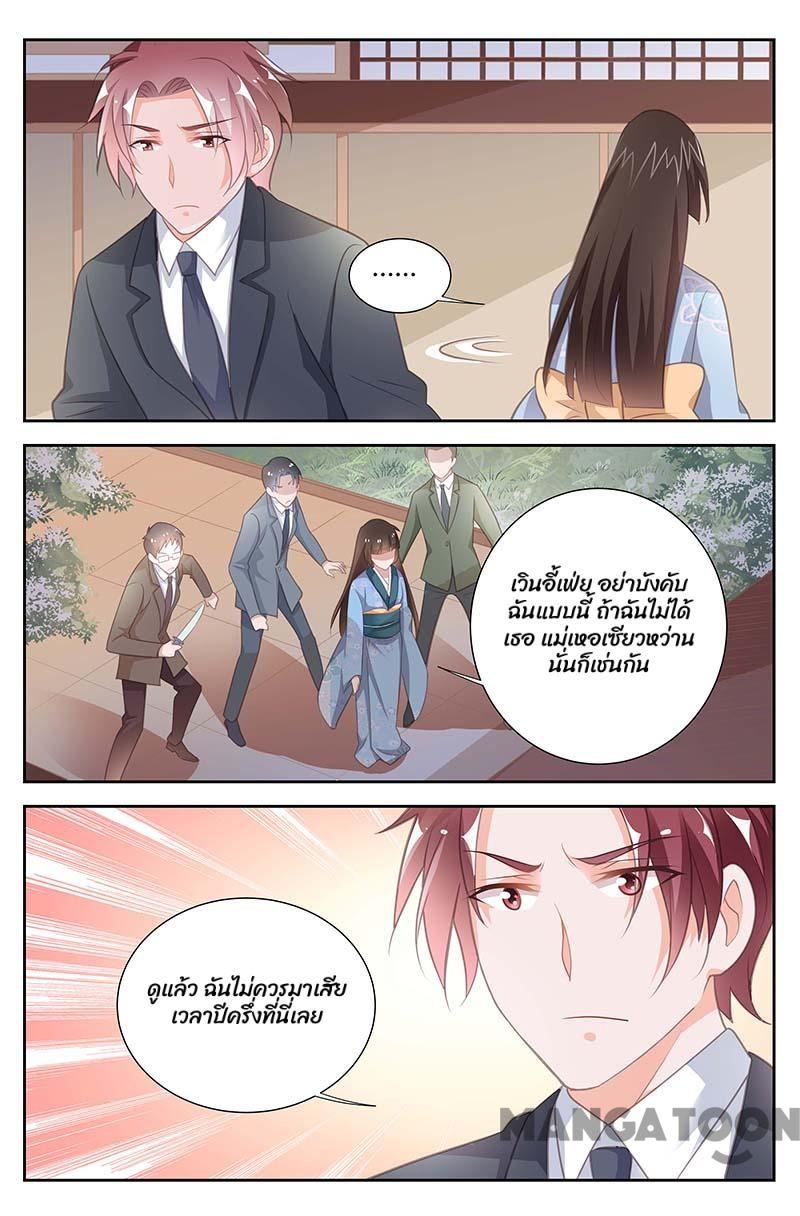 ......
เวินอี้เฟ่ย อย่าบังคับ
ฉันแบบนี้ ถ้าฉันไม่ได้
เธอ แม่เหอเซียวหว่าน
นั่นก็เช่นกัน
ดูแล้ว ฉันไม่ควรมาเสีย
เวลาปีครึ่งที่นี่เลย
MANGATOON